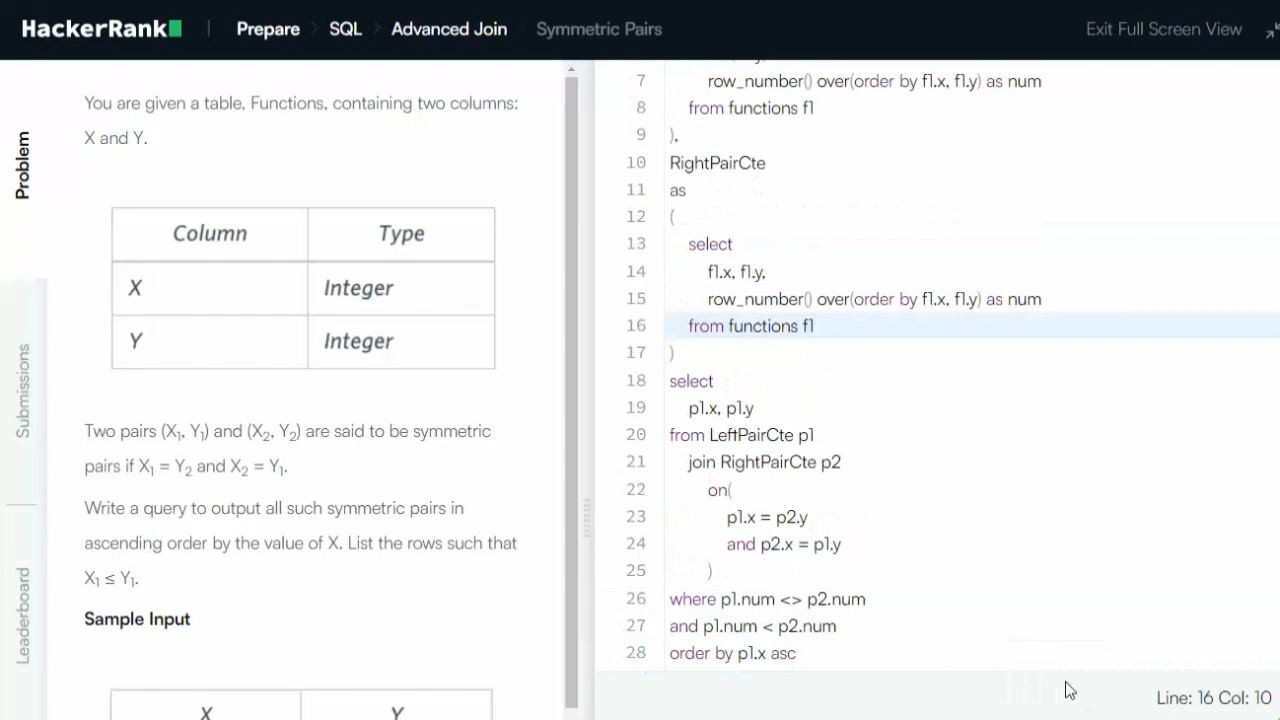 HackerRank
Prepare > SQL > Advanced Join > Symmetric Pairs
Exit Full Screen View
Problem
Submissions
Leaderboard
You are given a table, Functions, containing two columns:
X and Y.
Column Type
X Integer
Y Integer
Two pairs (X1, Y1) and (X2, Y2) are said to be symmetric
pairs if X1 = Y2 and X2 = Y1.
Write a query to output all such symmetric pairs in
ascending order by the value of X. List the rows such that
X1 ≤ Y1.
Sample Input
X Y
7 row_number() over(order by f1.x, f1.y) as num
8 from functions f1
9 ),
10 RightPairCte
11 as
12 (
13 select
14 f1.x, f1.y,
15 row_number() over(order by f1.x, f1.y) as num
16 from functions f1
17 )
18 select
19 p1.x, p1.y
20 from LeftPairCte p1
21 join RightPairCte p2
22 on(
23 p1.x = p2.y
24 and p2.x = p1.y
25 )
26 where p1.num <> p2.num
27 and p1.num < p2.num
28 order by p1.x asc
Line: 16 Col: 10